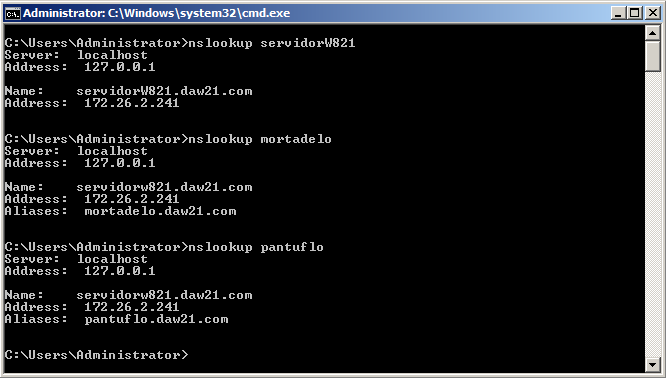 Administrator: C:\Windows\system32\cmd.exe
C:\Users\Administrator>nslookup servidorW821
Server:  localhost
Address:  127.0.0.1
Name:    servidorW821.daw21.com
Address:  172.26.2.241
C:\Users\Administrator>nslookup mortadelo
Server:  localhost
Address:  127.0.0.1
Name:    servidorw821.daw21.com
Address:  172.26.2.241
Aliases:  mortadelo.daw21.com
C:\Users\Administrator>nslookup pantuflo
Server:  localhost
Address:  127.0.0.1
Name:    servidorw821.daw21.com
Address:  172.26.2.241
Aliases:  pantuflo.daw21.com
C:\Users\Administrator>